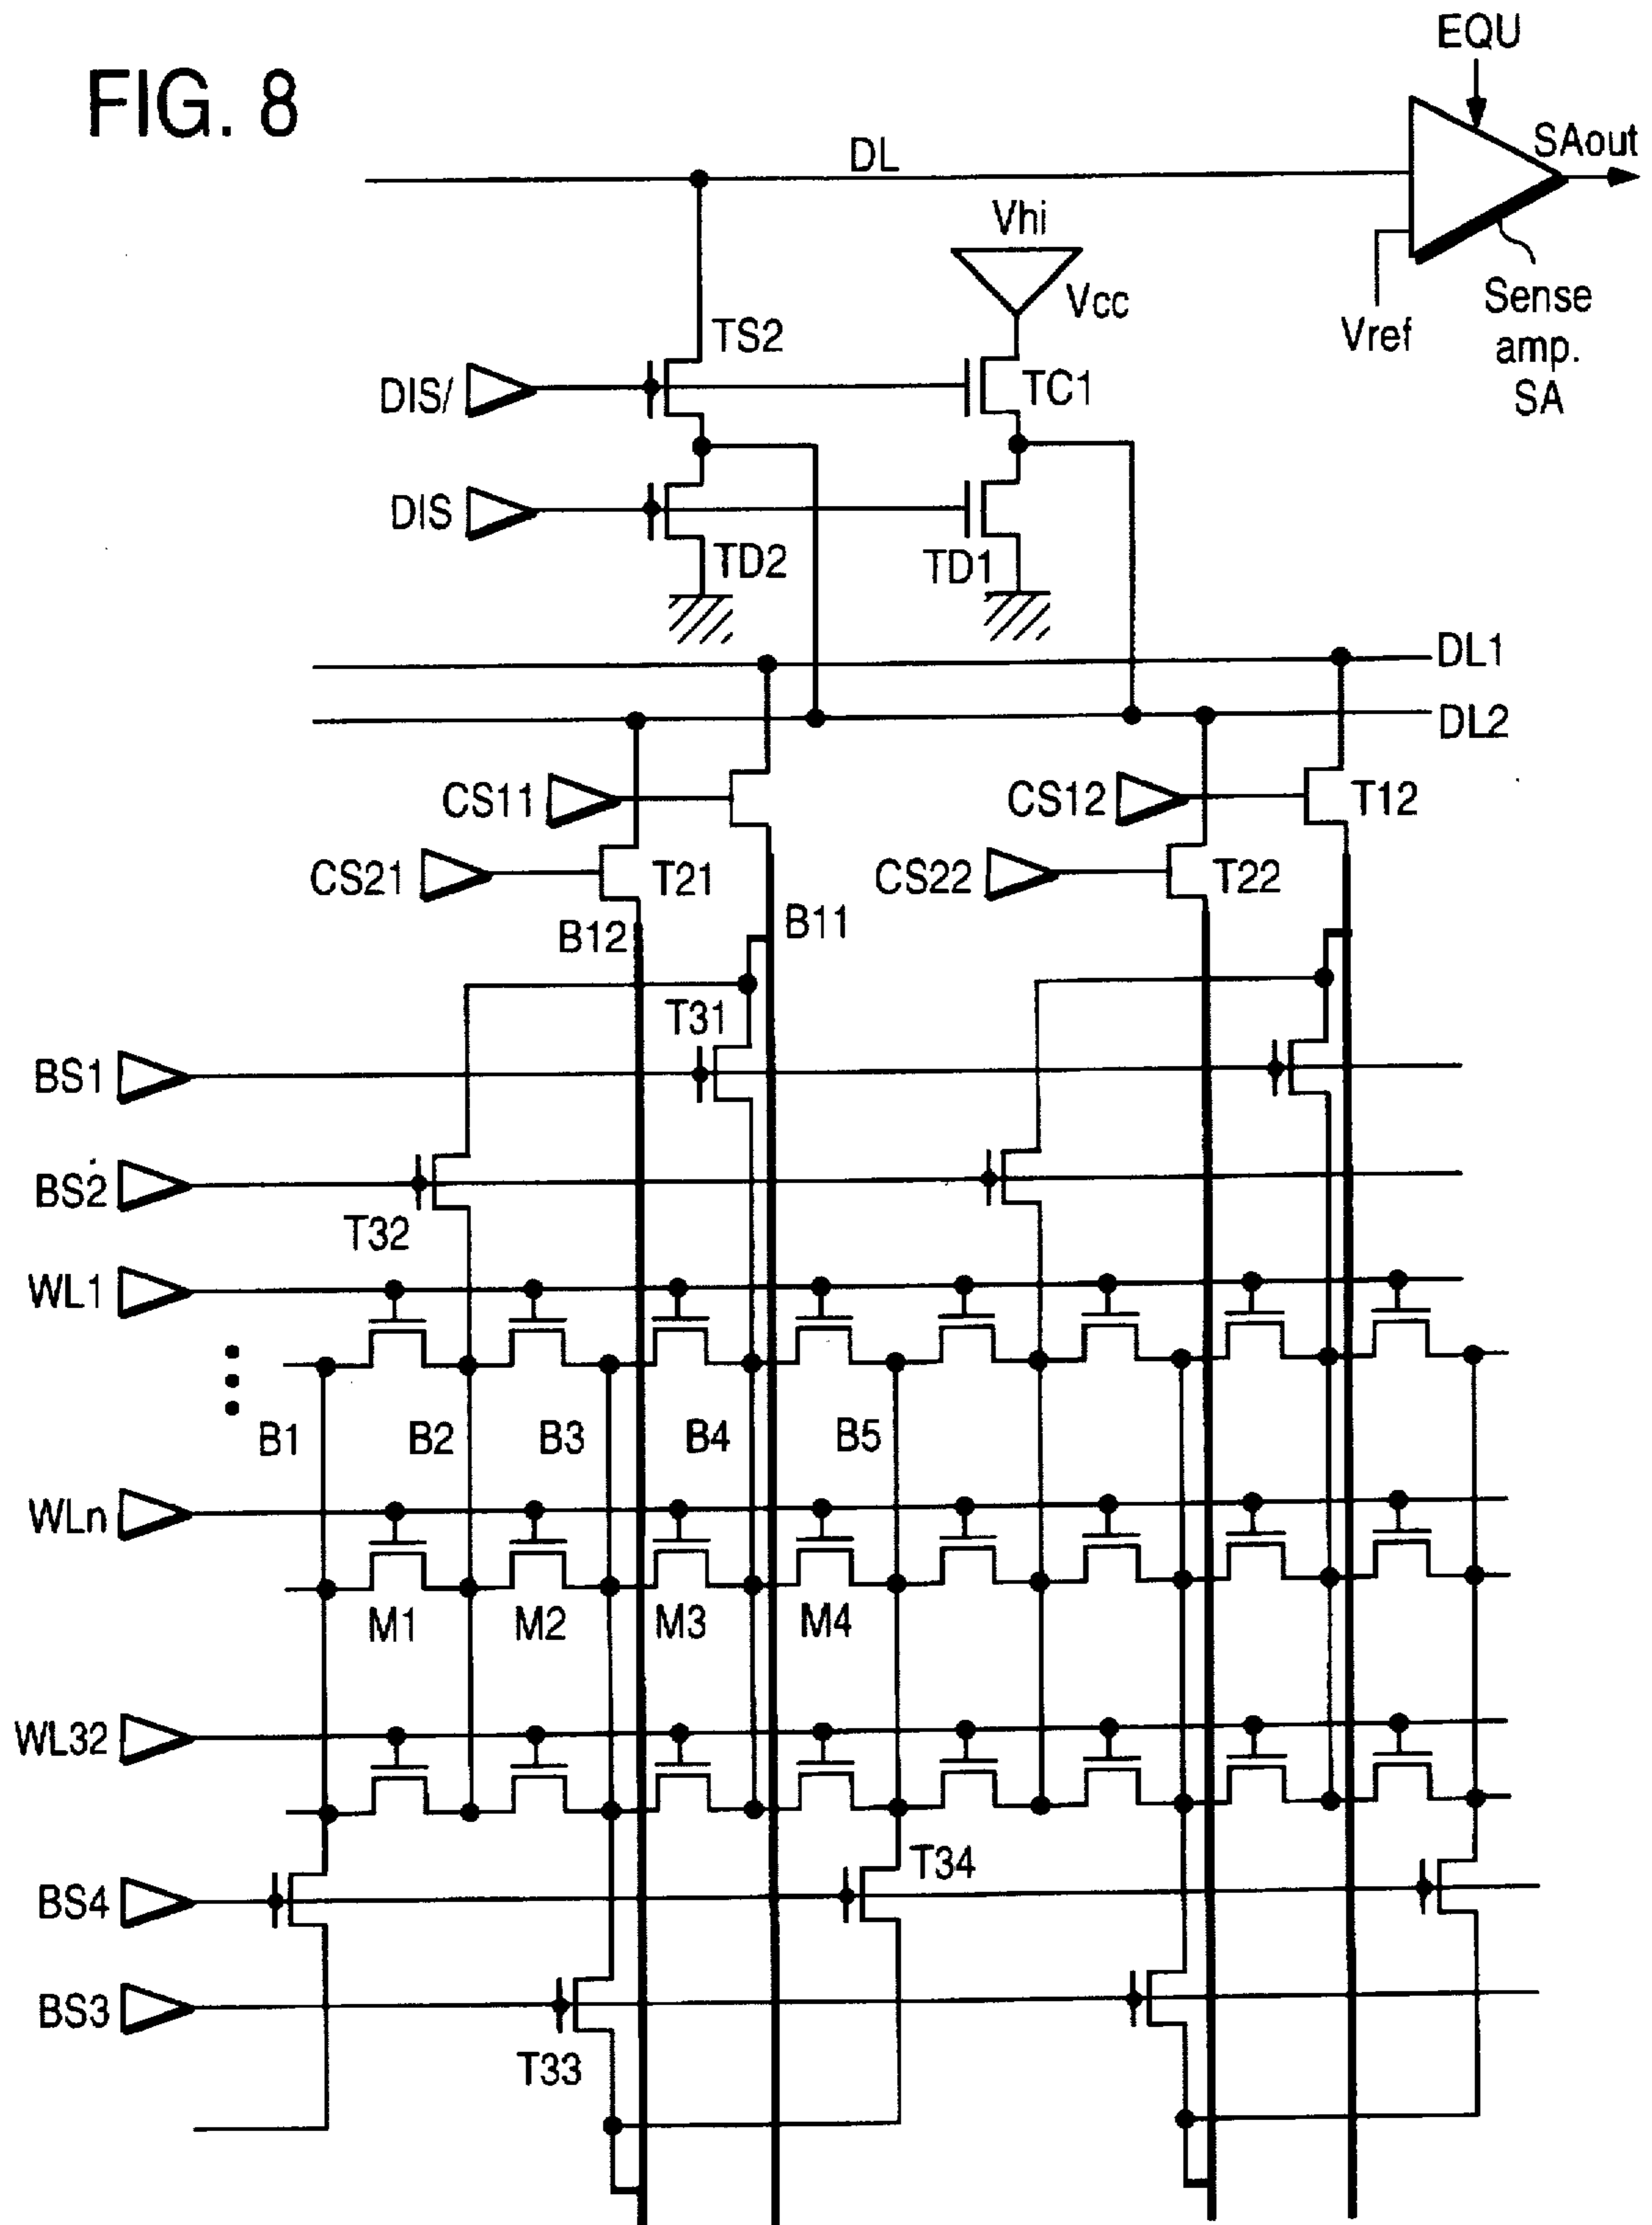 FIG. 8
EQU
DL
SAout
Vhi
Vcc
Vref
Sense
amp.
SA
TS2
DIS/
TC1
DIS
TD2
TD1
DL1
DL2
CS11
CS12
T12
CS21
T21
CS22
T22
B12
B11
T31
BS1
BS2
T32
WL1
B1
B2
B3
B4
B5
WLn
M1
M2
M3
M4
WL32
T34
BS4
BS3
T33